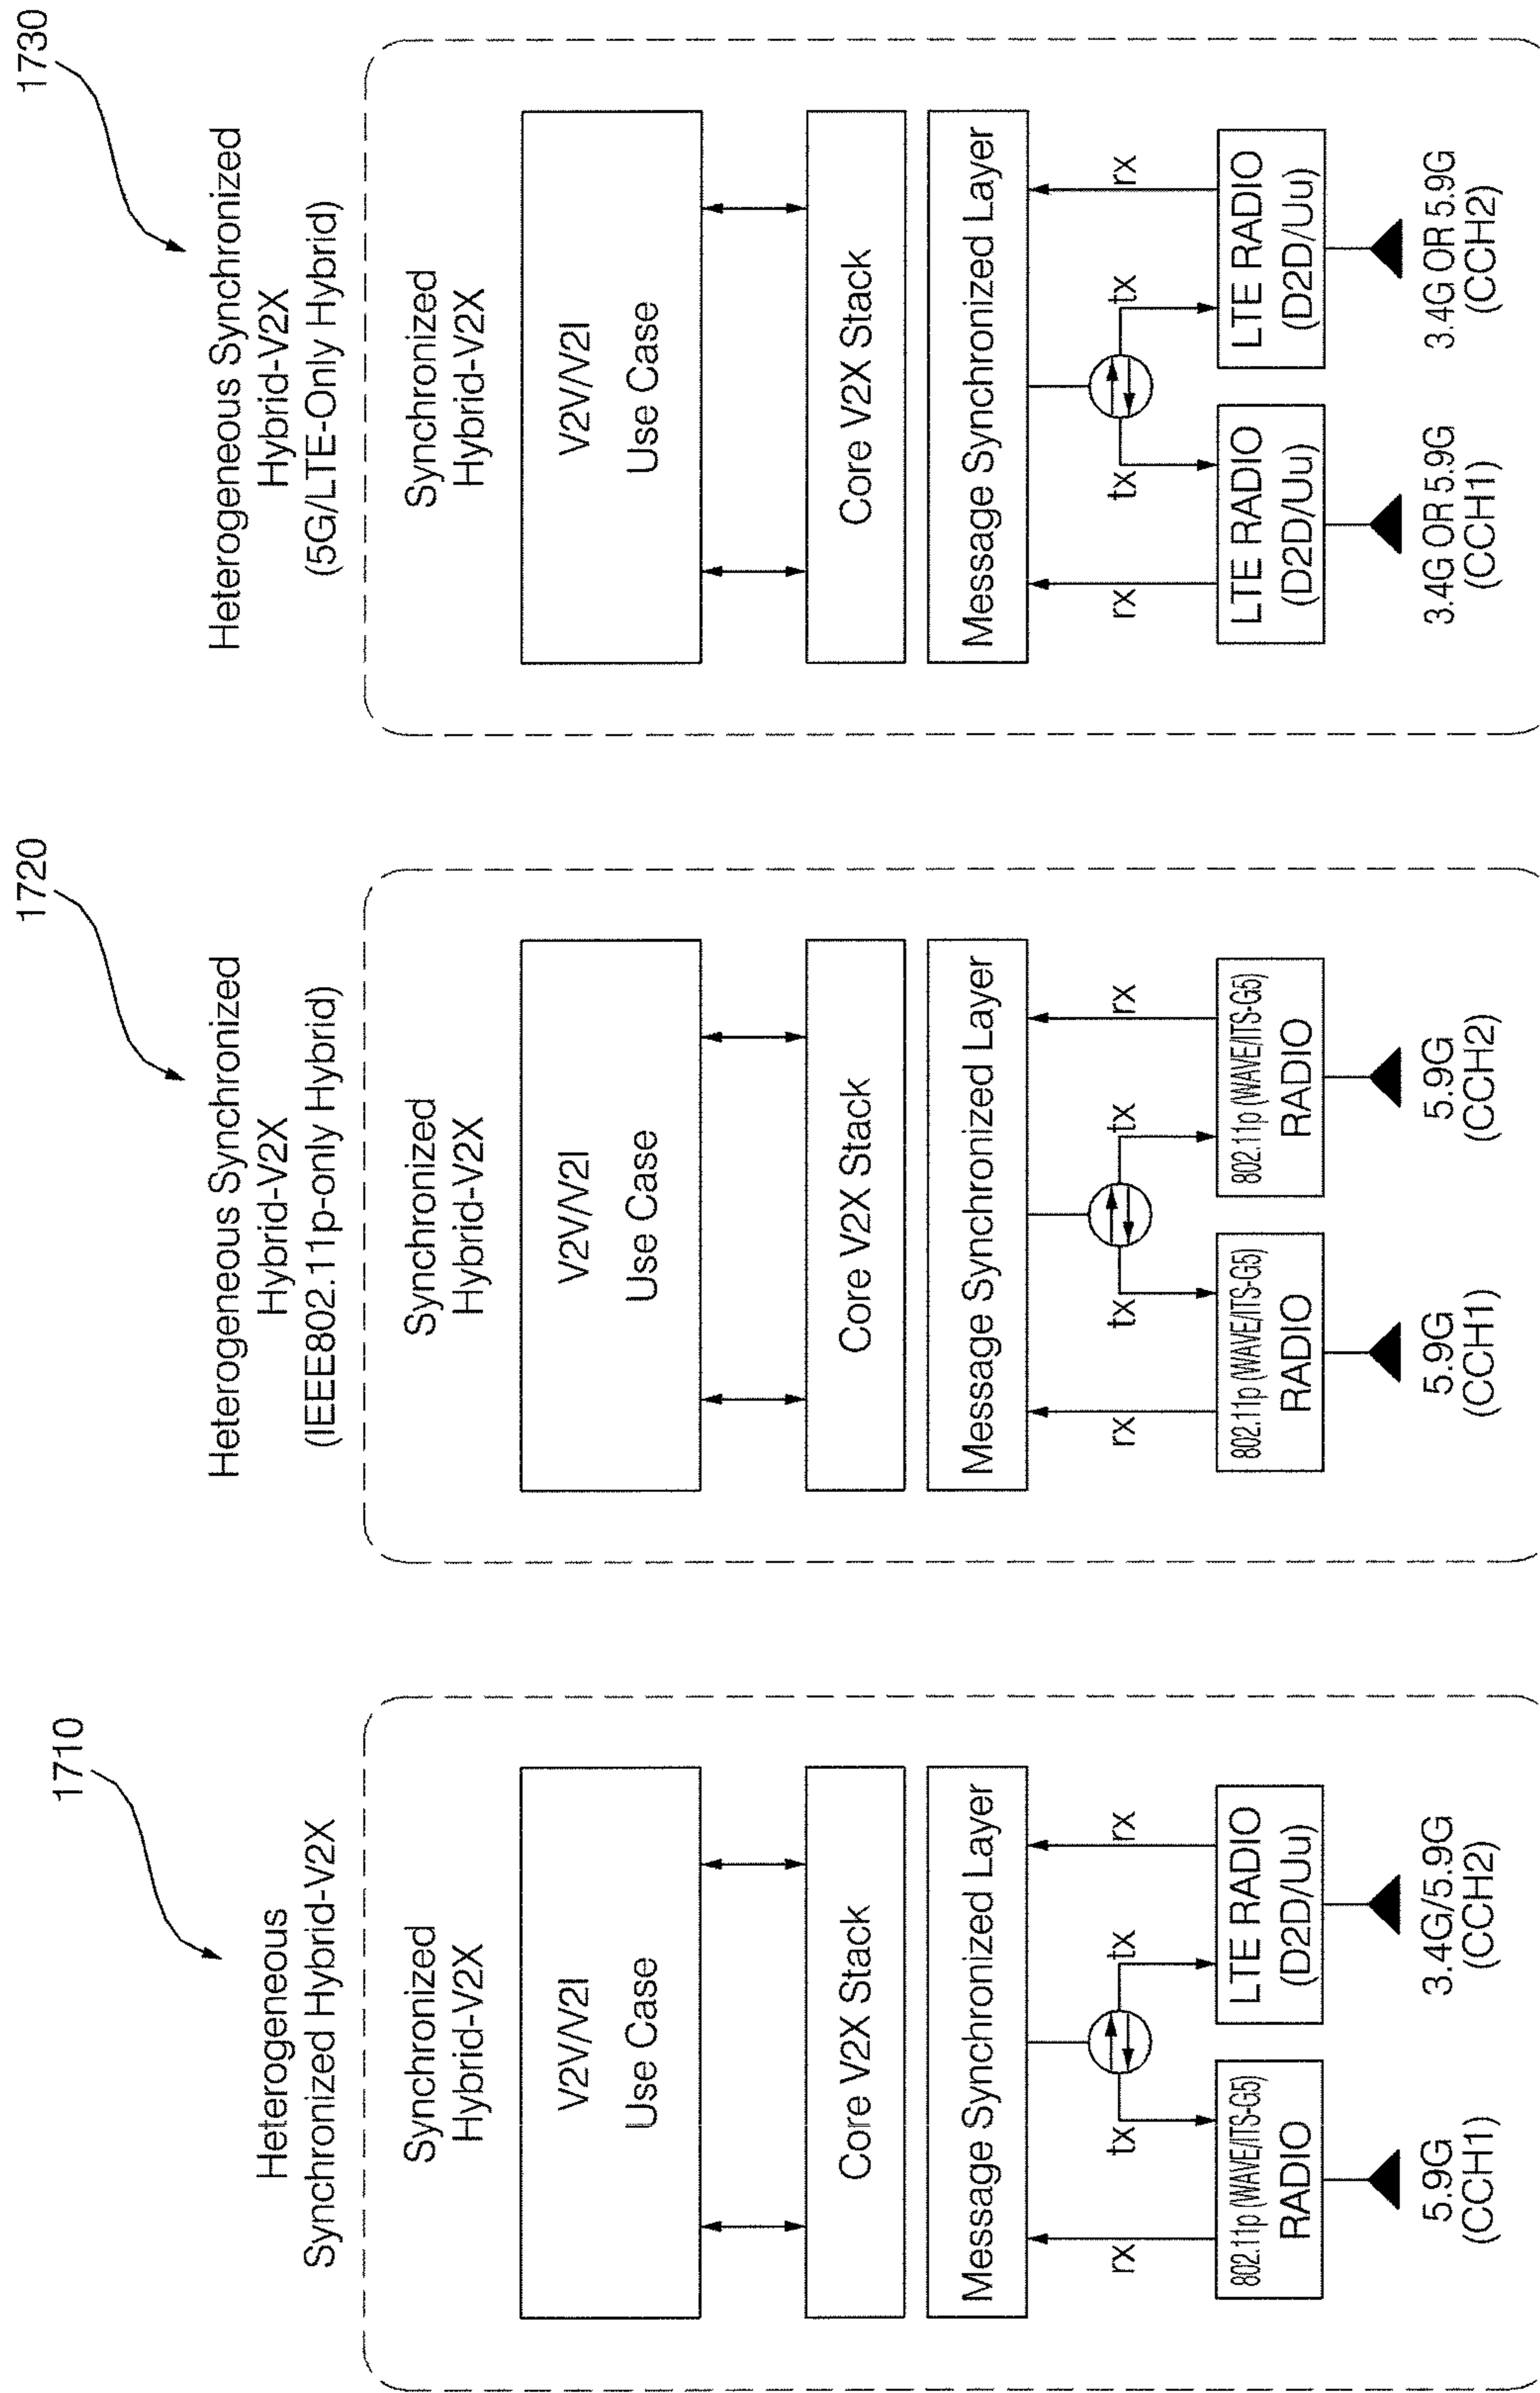 1710
Heterogeneous
Synchronized Hybrid-V2X
Synchronized
Hybrid-V2X
V2V/V2I
Use Case
Core V2X Stack
Message Synchronized Layer
rx
tx
tx
rx
802.11p (WAVE/ITS-G5)
RADIO
LTE RADIO
(D2D/Uu)
5.9G
(CCH1)
3.4G/5.9G
(CCH2)
1720
Heterogeneous Synchronized
Hybrid-V2X
(IEEE802.11p-only Hybrid)
Synchronized
Hybrid-V2X
V2V/V2I
Use Case
Core V2X Stack
Message Synchronized Layer
rx
tx
tx
rx
802.11p (WAVE/ITS-G5)
RADIO
802.11p (WAVE/ITS-G5)
RADIO
5.9G
(CCH1)
5.9G
(CCH2)
1730
Heterogeneous Synchronized
Hybrid-V2X
(5G/LTE-Only Hybrid)
Synchronized
Hybrid-V2X
V2V/V2I
Use Case
Core V2X Stack
Message Synchronized Layer
rx
tx
tx
rx
LTE RADIO
(D2D/Uu)
LTE RADIO
(D2D/Uu)
3.4G OR 5.9G
(CCH1)
3.4G OR 5.9G
(CCH2)